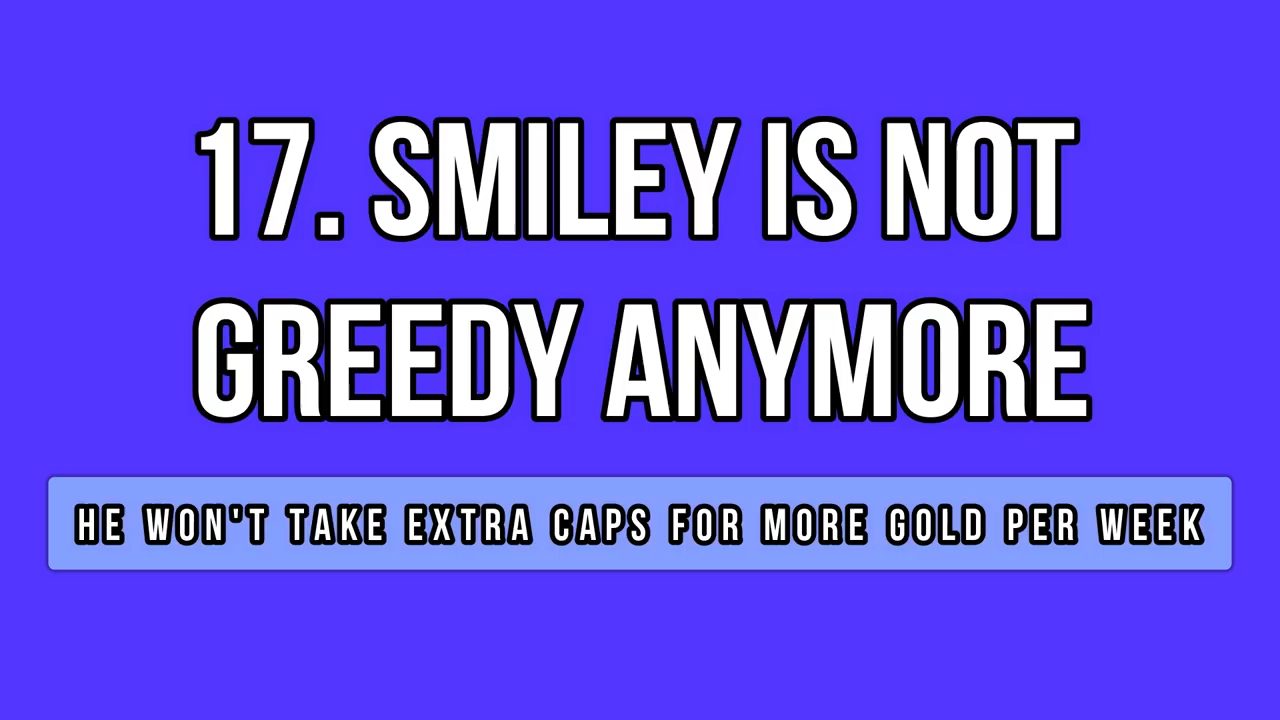 17. SMILEY IS NOT
GREEDY ANYMORE
HE WON'T TAKE EXTRA CAPS FOR MORE GOLD PER WEEK